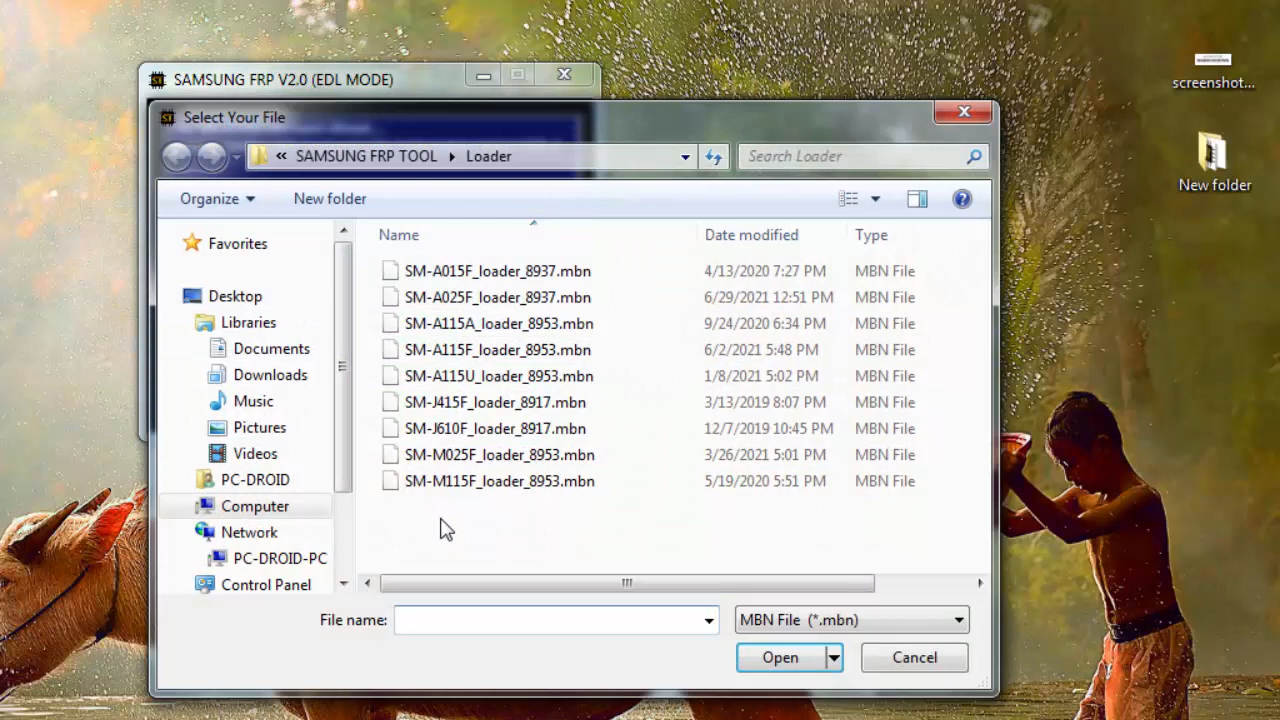 SAMSUNG FRP V2.0 (EDL MODE)
screenshot...
New folder
Select Your File
« SAMSUNG FRP TOOL Loader
Search Loader
Organize New folder
Name Date modified Type
Favorites
Desktop
Libraries
Documents
Downloads
Music
Pictures
Videos
PC-DROID
Computer
Network
PC-DROID-PC
Control Panel
SM-A015F_loader_8937.mbn 4/13/2020 7:27 PM MBN File
SM-A025F_loader_8937.mbn 6/29/2021 12:51 PM MBN File
SM-A115A_loader_8953.mbn 9/24/2020 6:34 PM MBN File
SM-A115F_loader_8953.mbn 6/2/2021 5:48 PM MBN File
SM-A115U_loader_8953.mbn 1/8/2021 5:02 PM MBN File
SM-J415F_loader_8917.mbn 3/13/2019 8:07 PM MBN File
SM-J610F_loader_8917.mbn 12/7/2019 10:45 PM MBN File
SM-M025F_loader_8953.mbn 3/26/2021 5:01 PM MBN File
SM-M115F_loader_8953.mbn 5/19/2020 5:51 PM MBN File
File name: MBN File (*.mbn)
Open Cancel